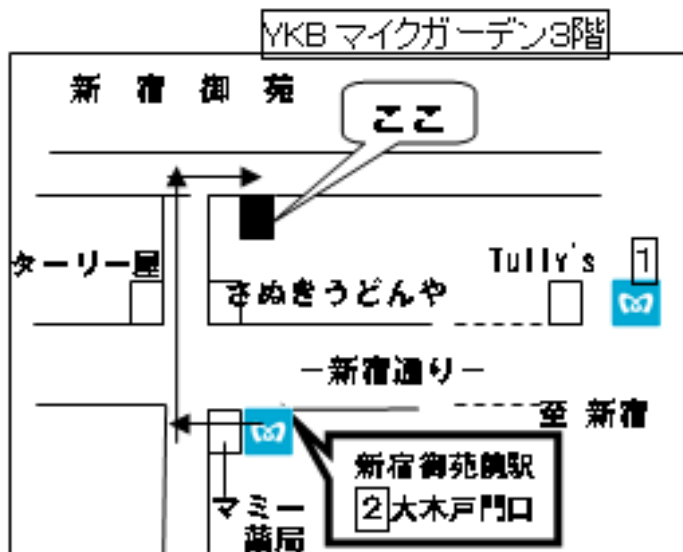 YKB マイクガーデン3階
新宿御苑
ここ
ターリー屋
さぬきうどんや
Tully's
1
－新宿通り－
至 新宿
新宿御苑前駅
2大木戸門口
マミー
薬局